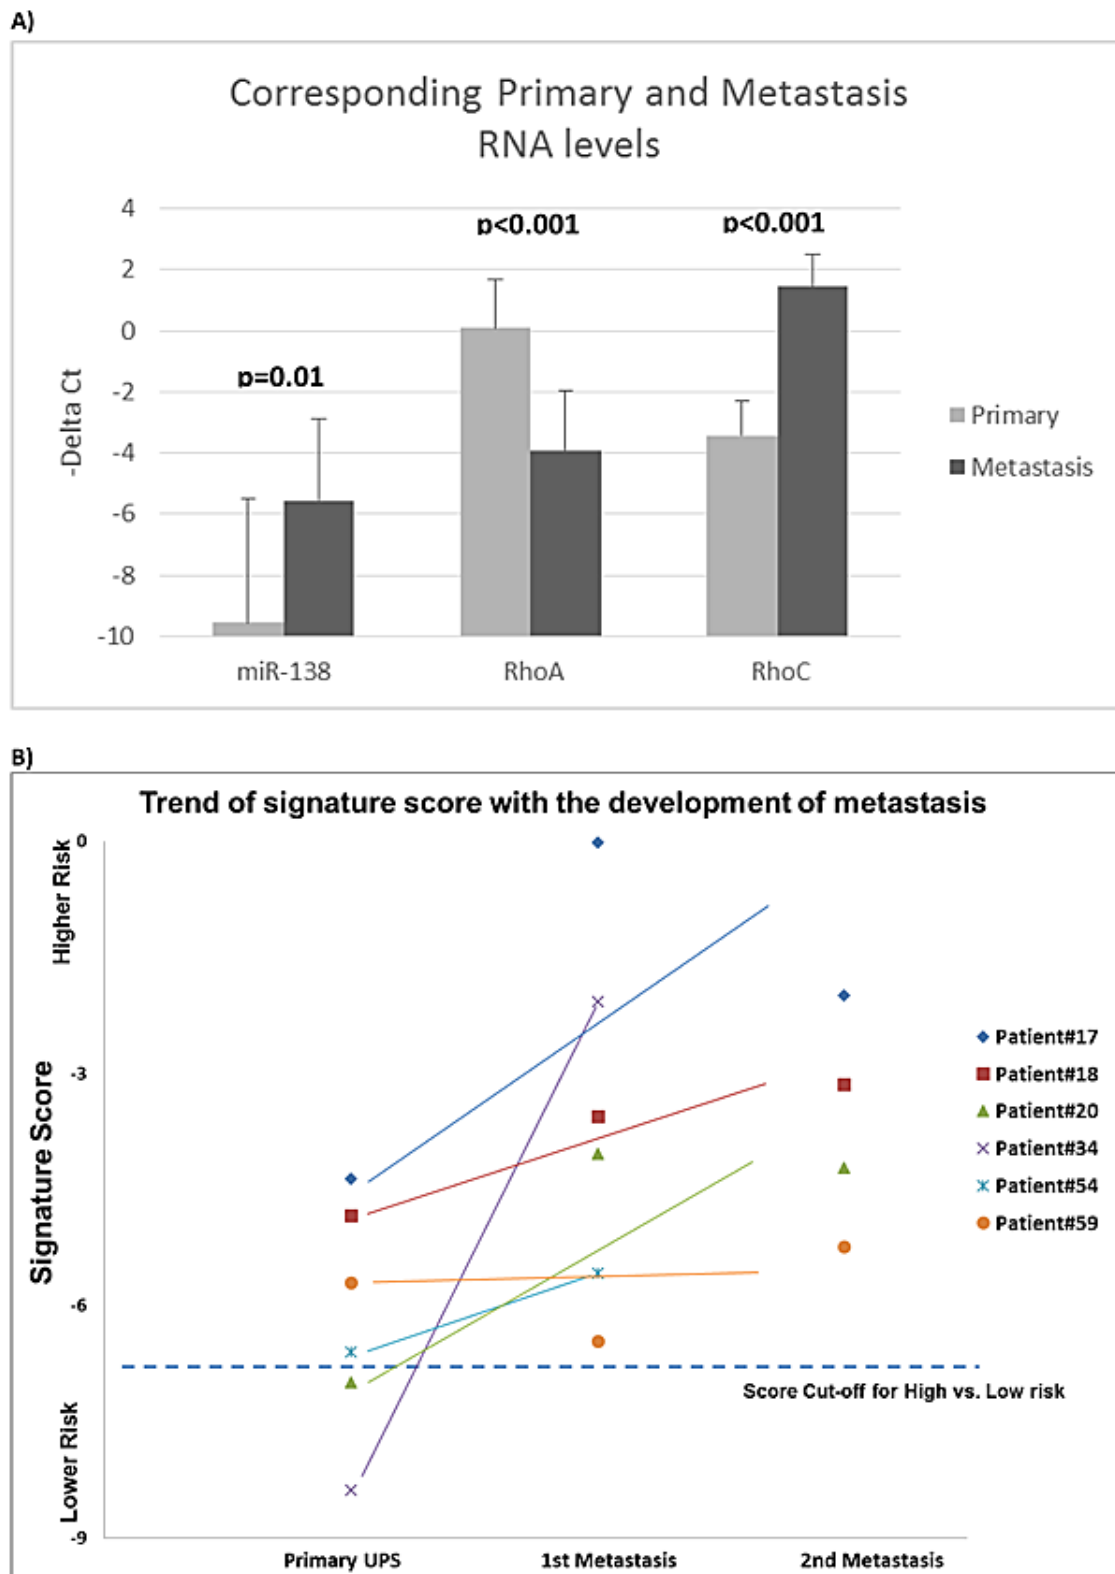 A)
Corresponding Primary and Metastasis
RNA levels
4
2
0
-2
-4
-6
-8
-10
-Delta Ct
p=0.01
p<0.001
p<0.001
Primary
Metastasis
miR-138
RhoA
RhoC
B)
Trend of signature score with the development of metastasis
Higher Risk
Signature Score
Lower Risk
0
-3
-6
-9
Patient#17
Patient#18
Patient#20
Patient#34
Patient#54
Patient#59
Score Cut-off for High vs. Low risk
Primary UPS
1st Metastasis
2nd Metastasis